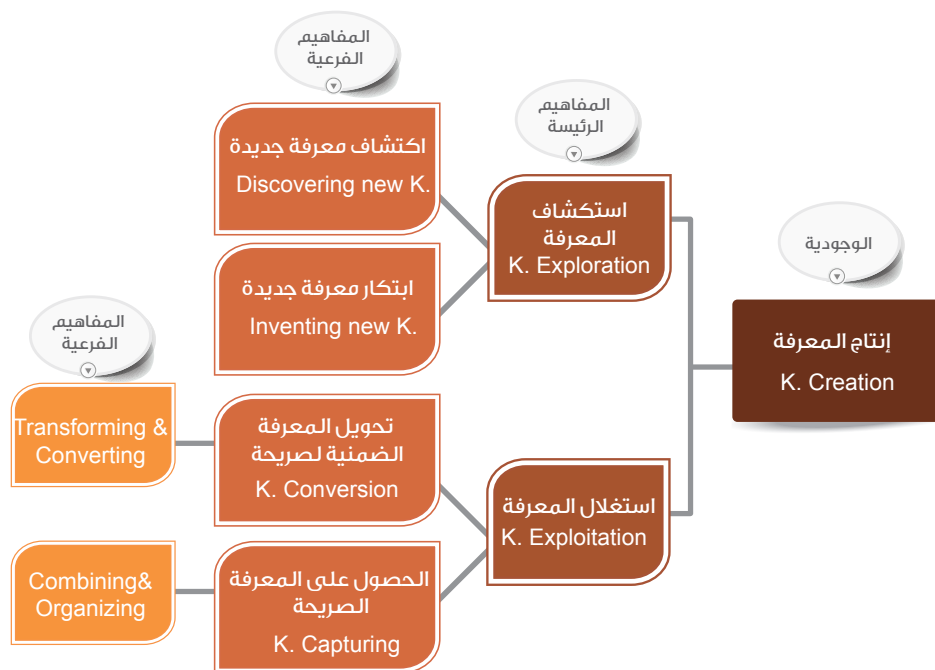 المفاهيم
الفرعية
المفاهيم
الرئيسة
الوجودية
إنتاج المعرفة
K. Creation
استكشاف
المعرفة
K. Exploration
اكتشاف معرفة جديدة
Discovering new K.
ابتكار معرفة جديدة
Inventing new K.
استغلال المعرفة
K. Exploitation
تحويل المعرفة
الضمنية لصريحة
K. Conversion
الحصول على المعرفة
الصريحة
K. Capturing
المفاهيم
الفرعية
Transforming &
Converting
Combining&
Organizing